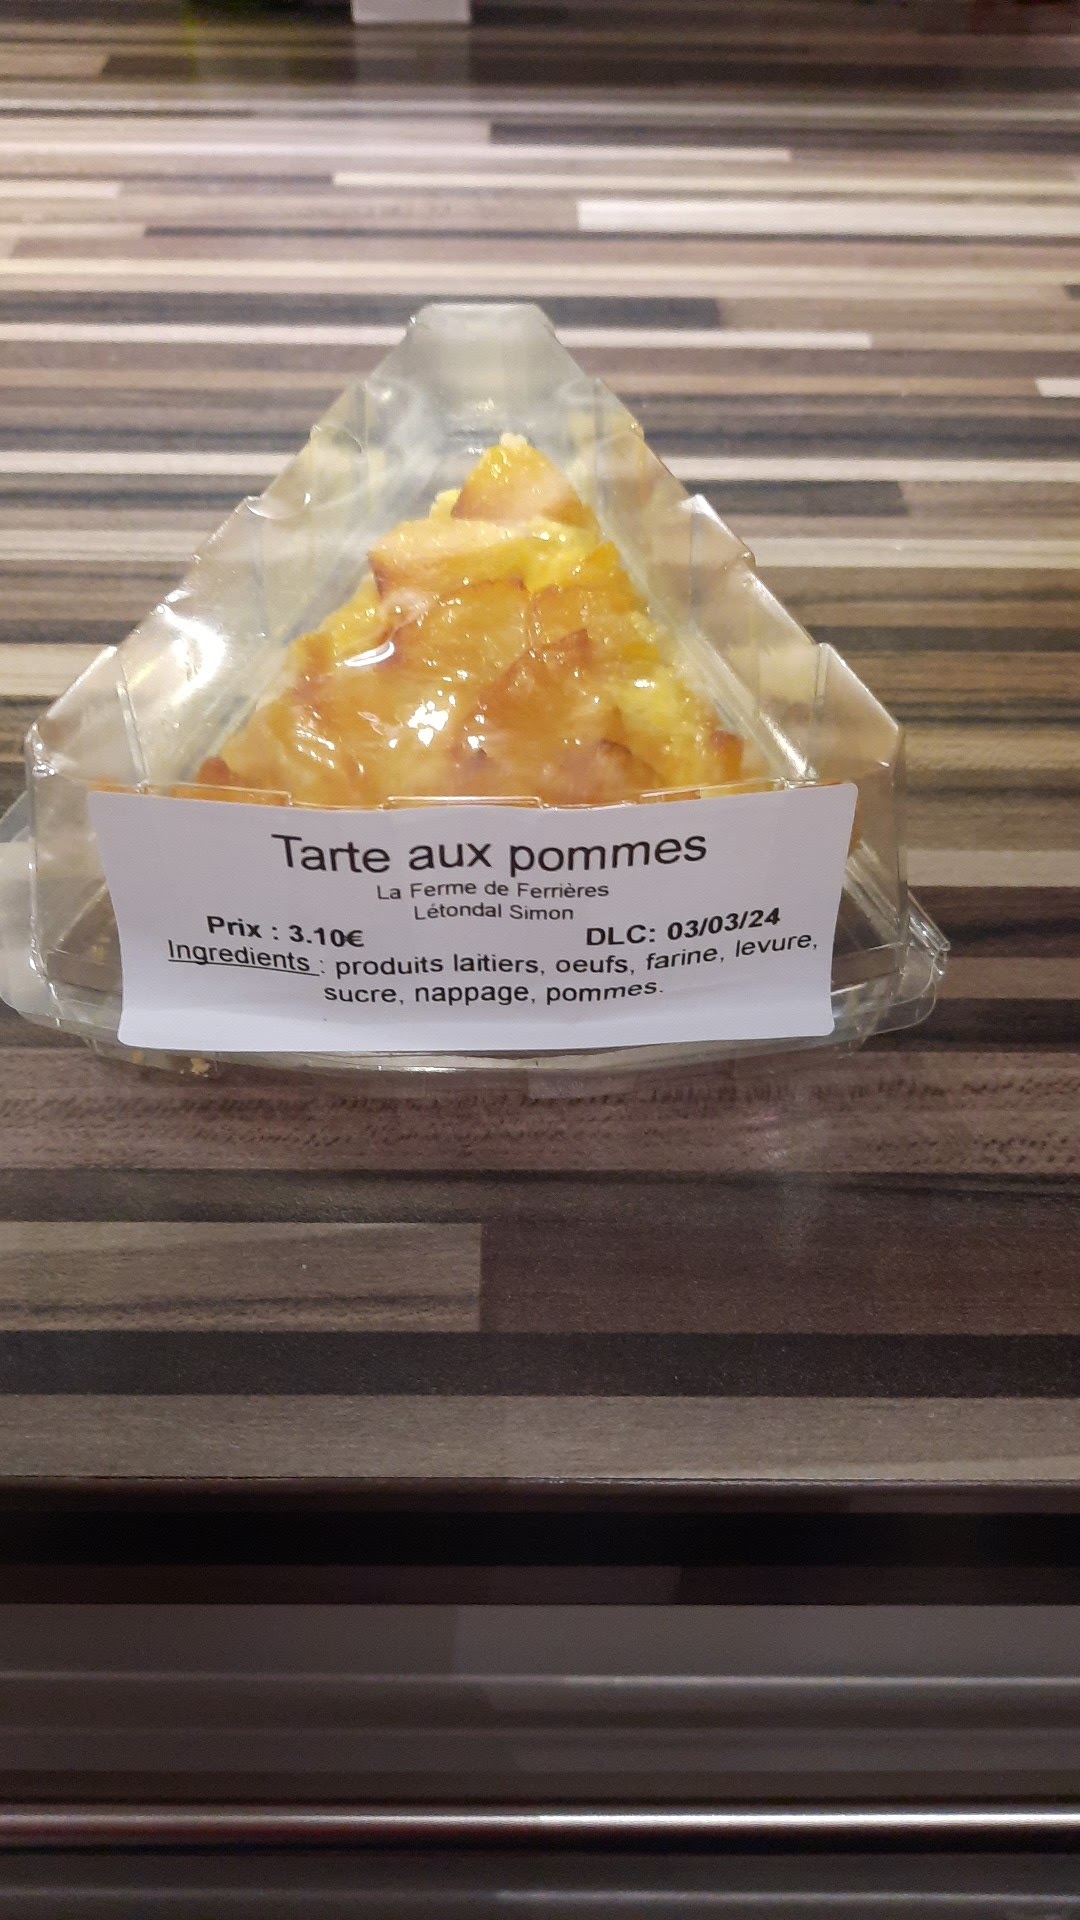 Tarte aux pommes
La Ferme de Ferrières
Létondal Simon
Prix : 3.10€ DLC: 03/03/24
Ingredients : produits laitiers, oeufs, farine, levure,
sucre, nappage, pommes.